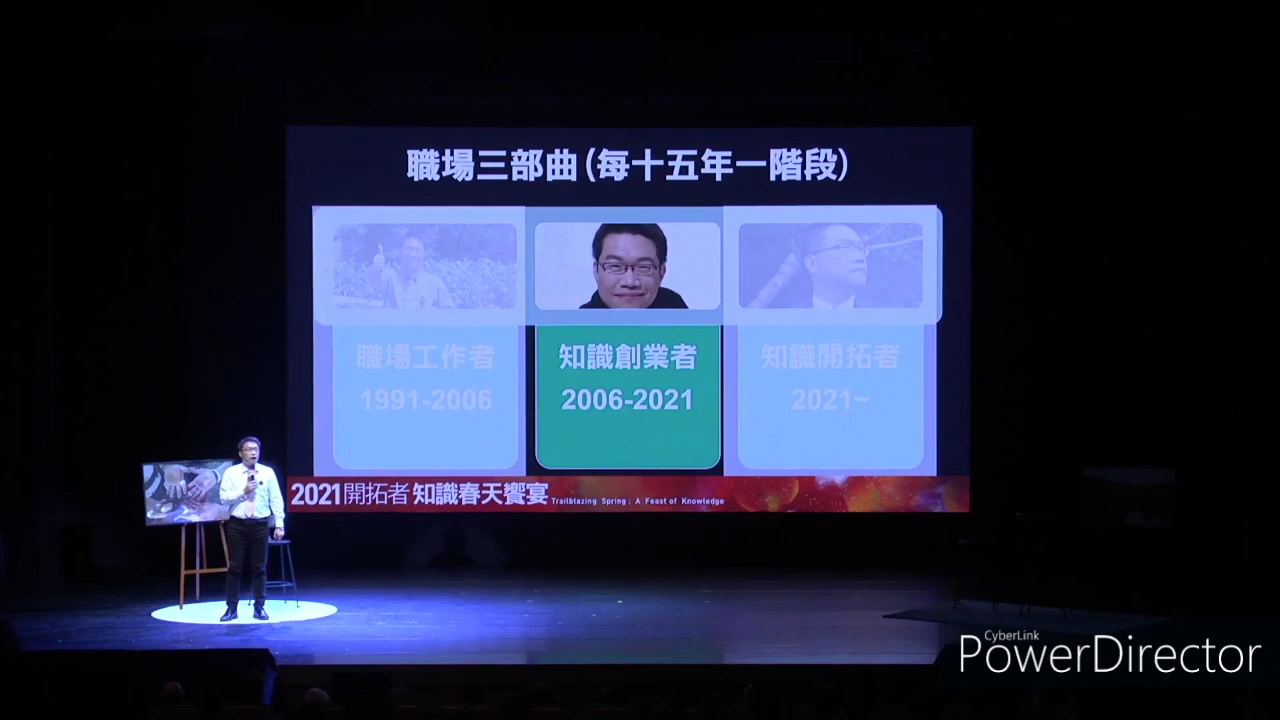 職場三部曲(每十五年一階段)
職場工作者
1991-2006
知識創業者
2006-2021
知識開拓者
2021~
2021開拓者 知識春天饗宴 Trailblazing Spring; A Feast of Knowledge
CyberLink
PowerDirector